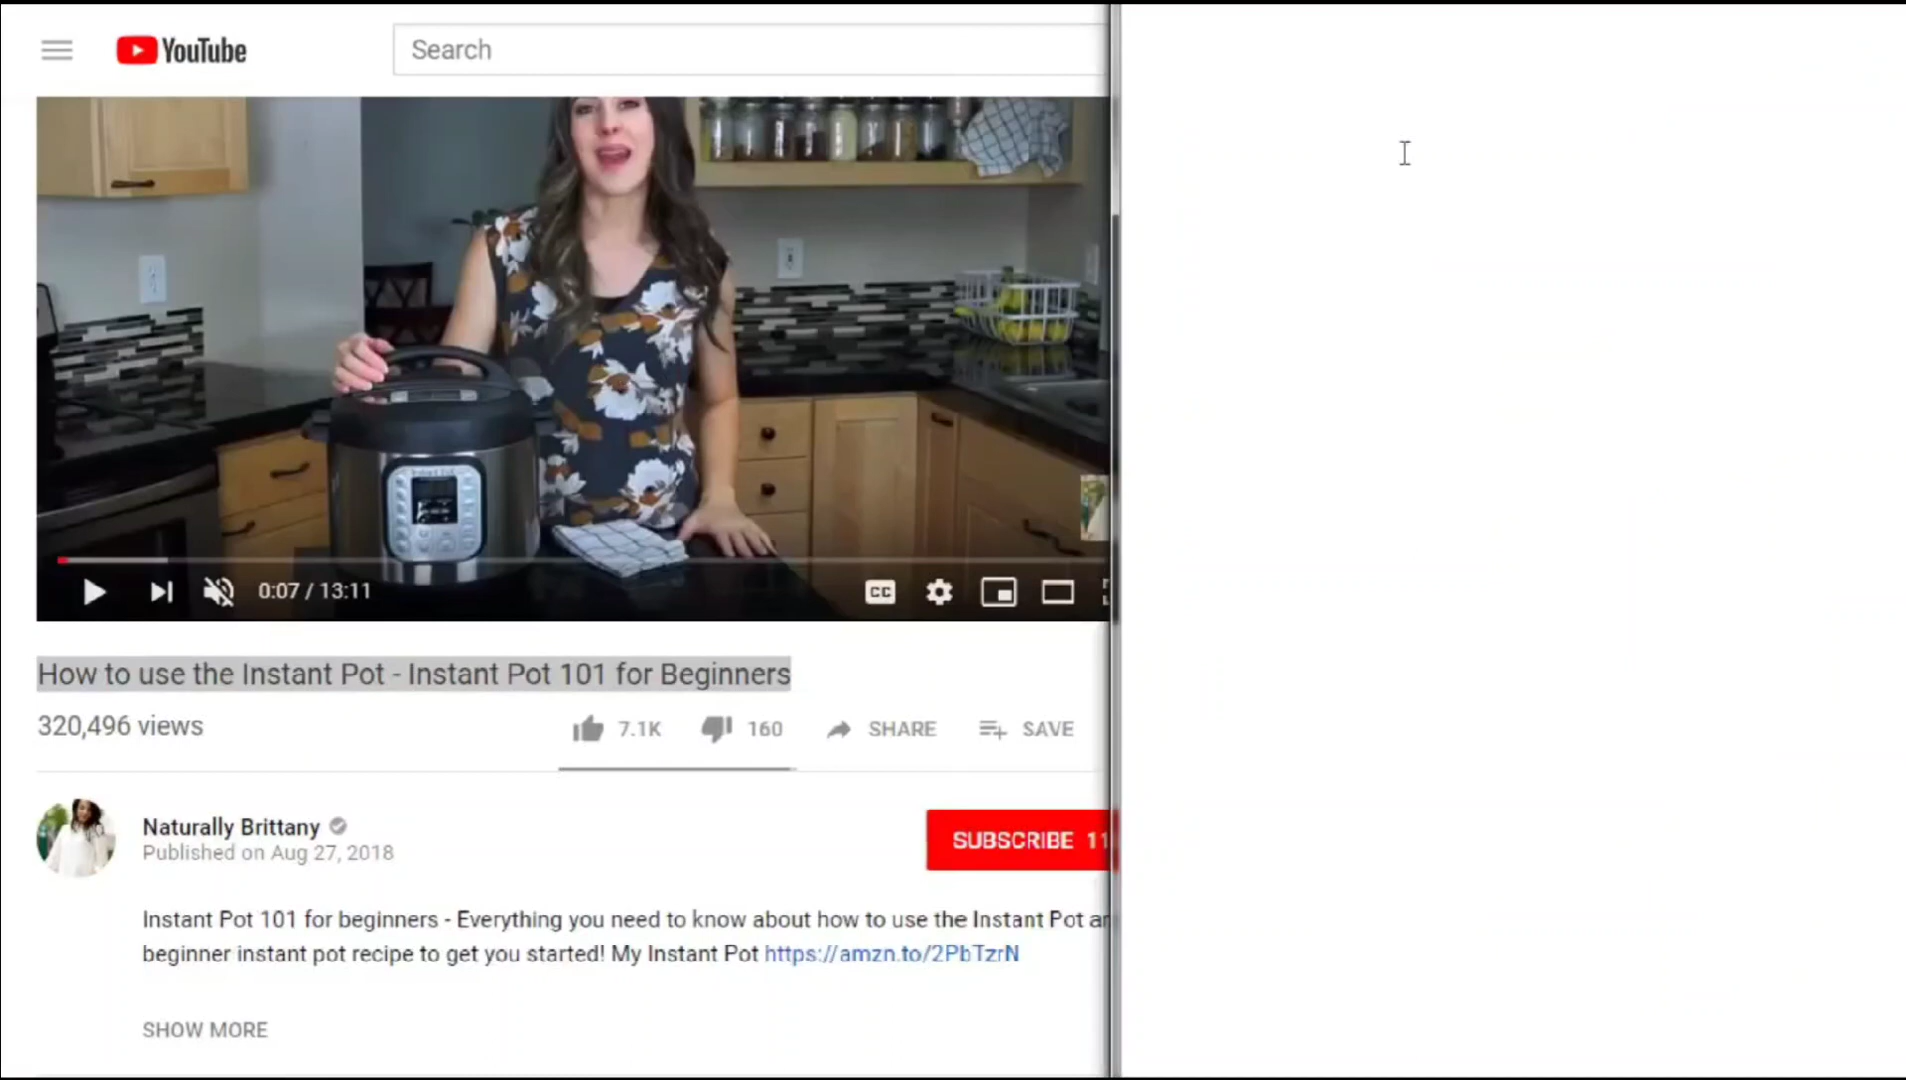 YouTube
Search
0:07 / 13:11
CC
How to use the Instant Pot - Instant Pot 101 for Beginners
320,496 views
7.1K
160
SHARE
SAVE
Naturally Brittany
Published on Aug 27, 2018
SUBSCRIBE 11
Instant Pot 101 for beginners - Everything you need to know about how to use the Instant Pot
beginner instant pot recipe to get you started! My Instant Pot https://amzn.to/2PbTzrN
SHOW MORE